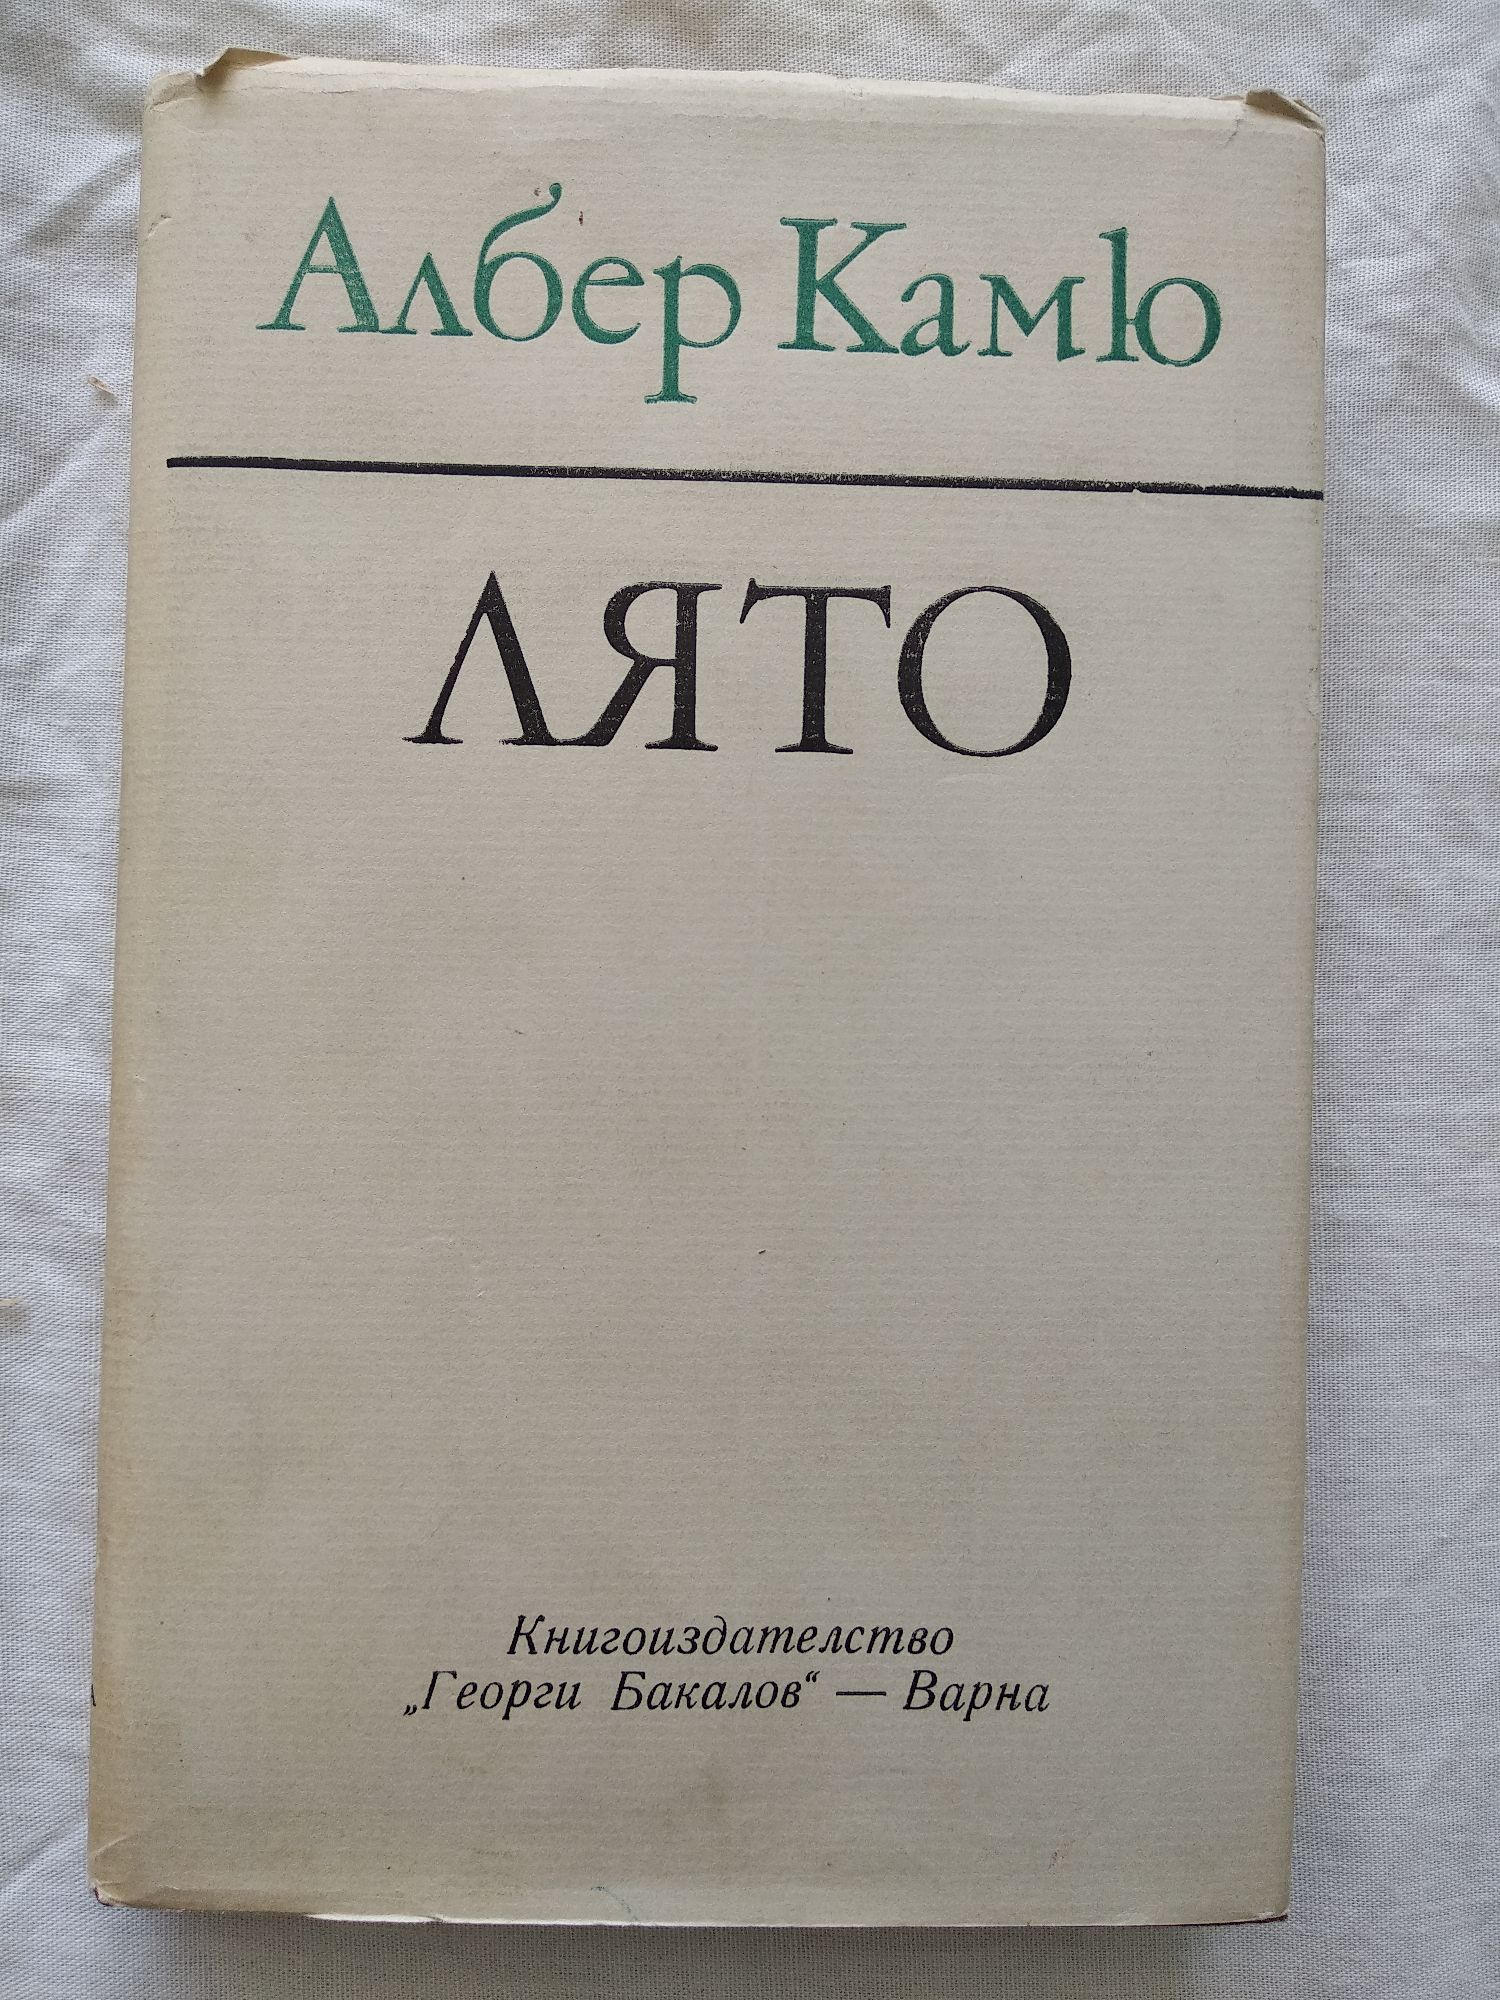 Албер Камю
ЛЯТО
Книгоиздателство
„Георги Бакалов“ — Варна